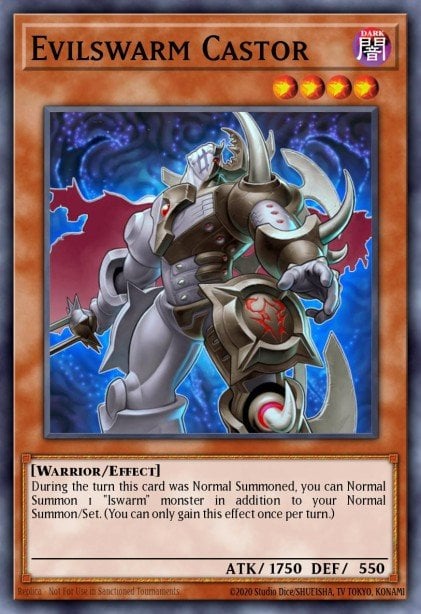 Evilswarm Castor
DARK
闇
[Warrior/Effect]
During the turn this card was Normal Summoned, you can Normal
Summon 1 "lswarm" monster in addition to your Normal
Summon/Set. (You can only gain this effect once per turn.)
ATK/ 1750 DEF/ 550
Replica - Not For Use in Sanctioned Tournaments.
©2020 Studio Dice/SHUEISHA, TV TOKYO, KONAMI